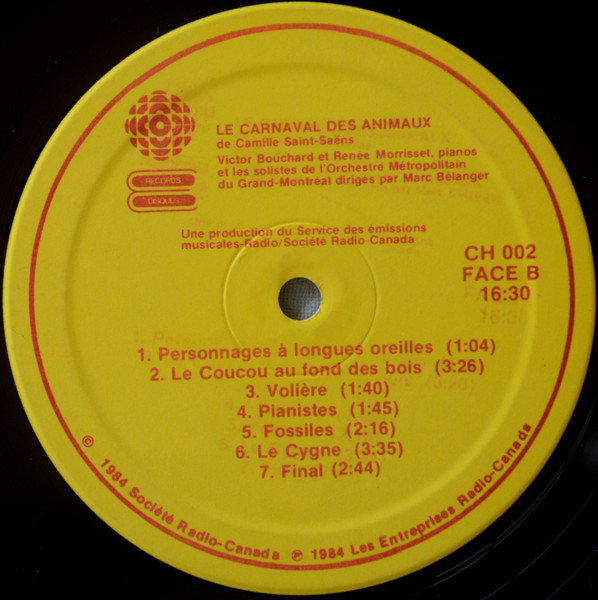 LE CARNAVAL DES ANIMAUX
de Camille Saint-Saëns
Victor Bouchard et Renée Morrisset, pianos
et les solistes de l'Orchestre Métropolitain
du Grand-Montréal dirigés par Marc Bélanger
RECORDS
DISQUES
Une production du Service des émissions
musicales-Radio/Société Radio Canada
CH 002
FACE B
16:30
1. Personnages à longues oreilles (1:04)
2. Le Coucou au fond des bois (3:26)
3. Volière (1:40)
4. Pianistes (1:45)
5. Fossiles (2:16)
6. Le Cygne (3:35)
7. Final (2:44)
© 1984 Société Radio-Canada ℗ 1984 Les Entreprises Radio-Canada